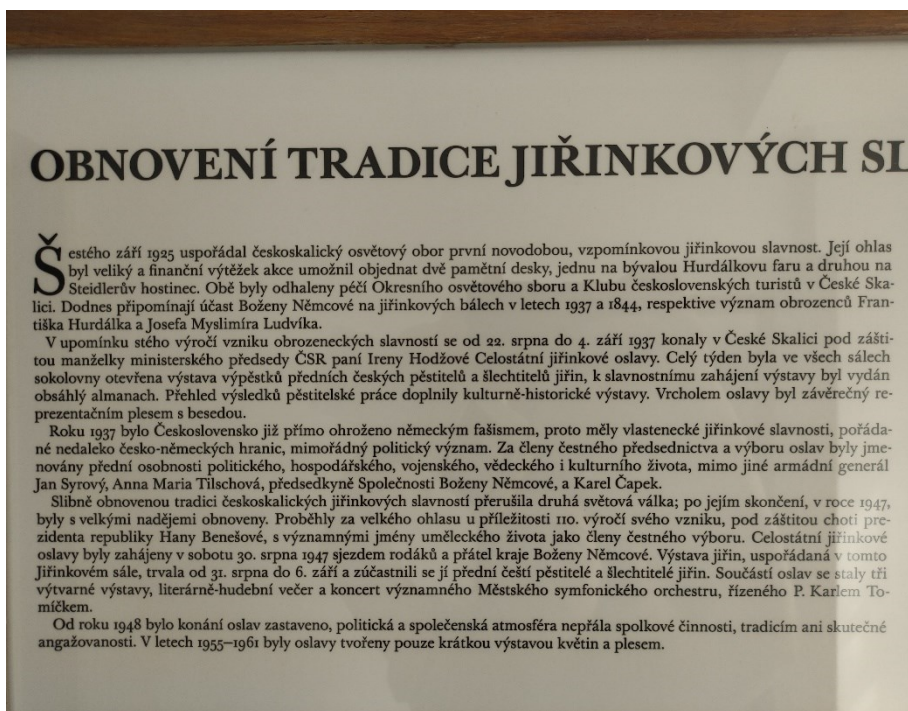 OBNOVENÍ TRADICE JIŘINKOVÝCH SL
Šestého září 1925 uspořádal českoskalický osvětový obor první novodobou, vzpomínkovou jiřinkovou slavnost. Její ohlas
byl veliký a finanční výtěžek akce umožnil objednat dvě pamětní desky, jednu na bývalou Hurdálkovu faru a druhou na
Steidlerův hostinec. Obě byly odhaleny péčí Okresního osvětového sboru a Klubu československých turistů v České Ska-
lici. Dodnes připomínají účast Boženy Němcové na jiřinkových bálech v letech 1937 a 1844, respektive význam obrozenců Fran-
tiška Hurdálka a Josefa Myslimíra Ludvíka.
V upomínku stého výročí vzniku obrozeneckých slavností se od 22. srpna do 4. září 1937 konaly v České Skalici pod zášti-
tou manželky ministerského předsedy ČSR paní Ireny Hodžové Celostátní jiřinkové oslavy. Celý týden byla ve všech sálech
sokolovny otevřena výstava výpěstků předních českých pěstitelů a šlechtitelů jiřin, k slavnostnímu zahájení výstavy byl vydán
obsáhlý almanach. Přehled výsledků pěstitelské práce doplnily kulturně-historické výstavy. Vrcholem oslavy byl závěrečný re-
prezentačním plesem s besedou.
Roku 1937 bylo Československo již přímo ohroženo německým fašismem, proto měly vlastenecké jiřinkové slavnosti, pořáda-
né nedaleko česko-německých hranic, mimořádný politický význam. Za členy čestného předsednictva a výboru oslav byly jme-
novány přední osobnosti politického, hospodářského, vojenského, vědeckého i kulturního života, mimo jiné armádní generál
Jan Syrový, Anna Maria Tilschová, předsedkyně Společnosti Boženy Němcové, a Karel Čapek.
Slibně obnovenou tradici českoskalických jiřinkových slavností přerušila druhá světová válka; po jejím skončení, v roce 1947,
byly s velkými nadějemi obnoveny. Proběhly za velkého ohlasu u příležitosti 110. výročí svého vzniku, pod záštitou choti pre-
zidenta republiky Hany Benešové, s významnými jmény uměleckého života jako členy čestného výboru. Celostátní jiřinkové
oslavy byly zahájeny v sobotu 30. srpna 1947 sjezdem rodáků a přátel kraje Boženy Němcové. Výstava jiřin, uspořádaná v tomto
Jiřinkovém sále, trvala od 31. srpna do 6. září a zúčastnili se jí přední čeští pěstitelé a šlechtitelé jiřin. Součástí oslav se staly tři
výtvarné výstavy, literárně-hudební večer a koncert významného Městského symfonického orchestru, řízeného P. Karlem To-
míčkem.
Od roku 1948 bylo konání oslav zastaveno, politická a společenská atmosféra nepřála spolkové činnosti, tradicím ani skutečné
angažovanosti. V letech 1955–1961 byly oslavy tvořeny pouze krátkou výstavou květin a plesem.